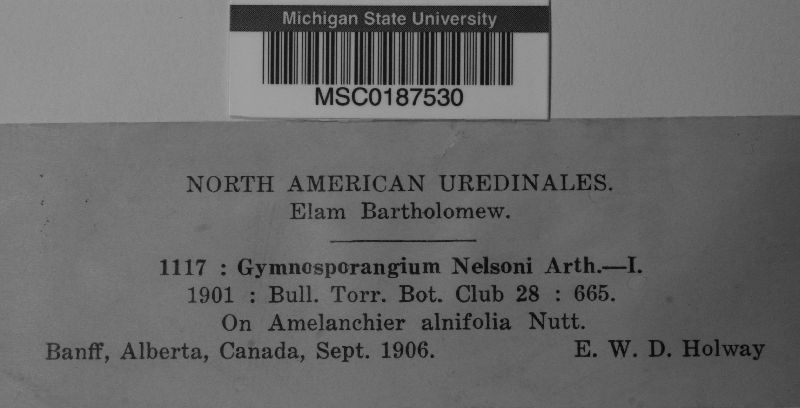 Michigan State University
MSC0187530
NORTH AMERICAN UREDINALES.
Elam Bartholomew.
1117 : Gymnosporangium Nelsoni Arth.—I.
1901 : Bull. Torr. Bot. Club 28 : 665.
On Amelanchier alnifolia Nutt.
Banff, Alberta, Canada, Sept. 1906. E. W. D. Holway